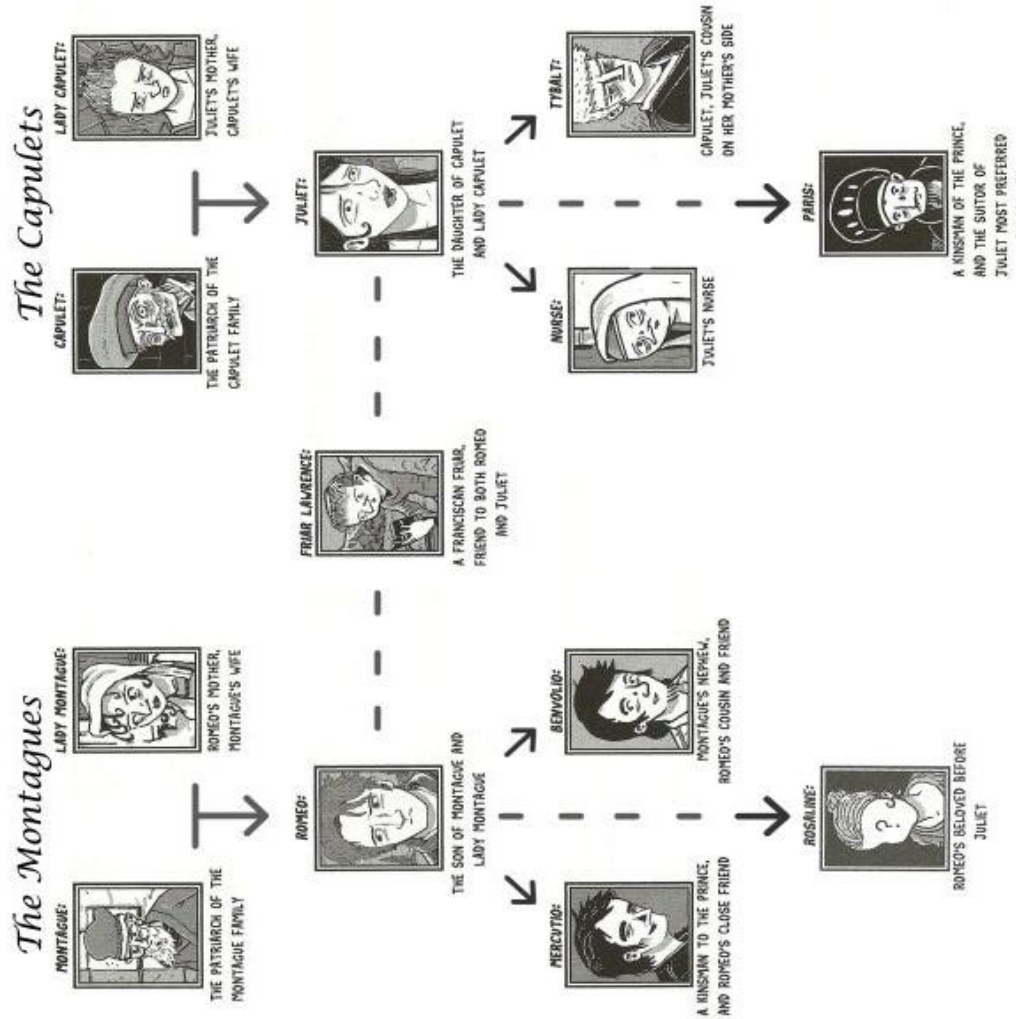 The Montagues
The Capulets
MONTAGUE:
THE PATRIARCH OF THE
MONTAGUE FAMILY
LADY MONTAGUE:
ROMEO'S MOTHER,
MONTAGUE'S WIFE
CAPULET:
THE PATRIARCH OF THE
CAPULET FAMILY
LADY CAPULET:
JULIET'S MOTHER,
CAPULET'S WIFE
ROMEO:
THE SON OF MONTAGUE AND
LADY MONTAGUE
FRIAR LAWRENCE:
A FRANCISCAN FRIAR,
FRIEND TO BOTH ROMEO
AND JULIET
JULIET:
THE DAUGHTER OF CAPULET
AND LADY CAPULET
MERCUTIO:
A KINSMAN TO THE PRINCE,
AND ROMEO'S CLOSE FRIEND
BENVOLIO:
MONTAGUE'S NEPHEW,
ROMEO'S COUSIN AND FRIEND
NURSE:
JULIET'S NURSE
TYBALT:
CAPULET, JULIET'S COUSIN
ON HER MOTHER'S SIDE
ROSALINE:
ROMEO'S BELOVED BEFORE
JULIET
PARIS:
A KINSMAN OF THE PRINCE,
AND THE SUITOR OF
JULIET MOST PREFERRED